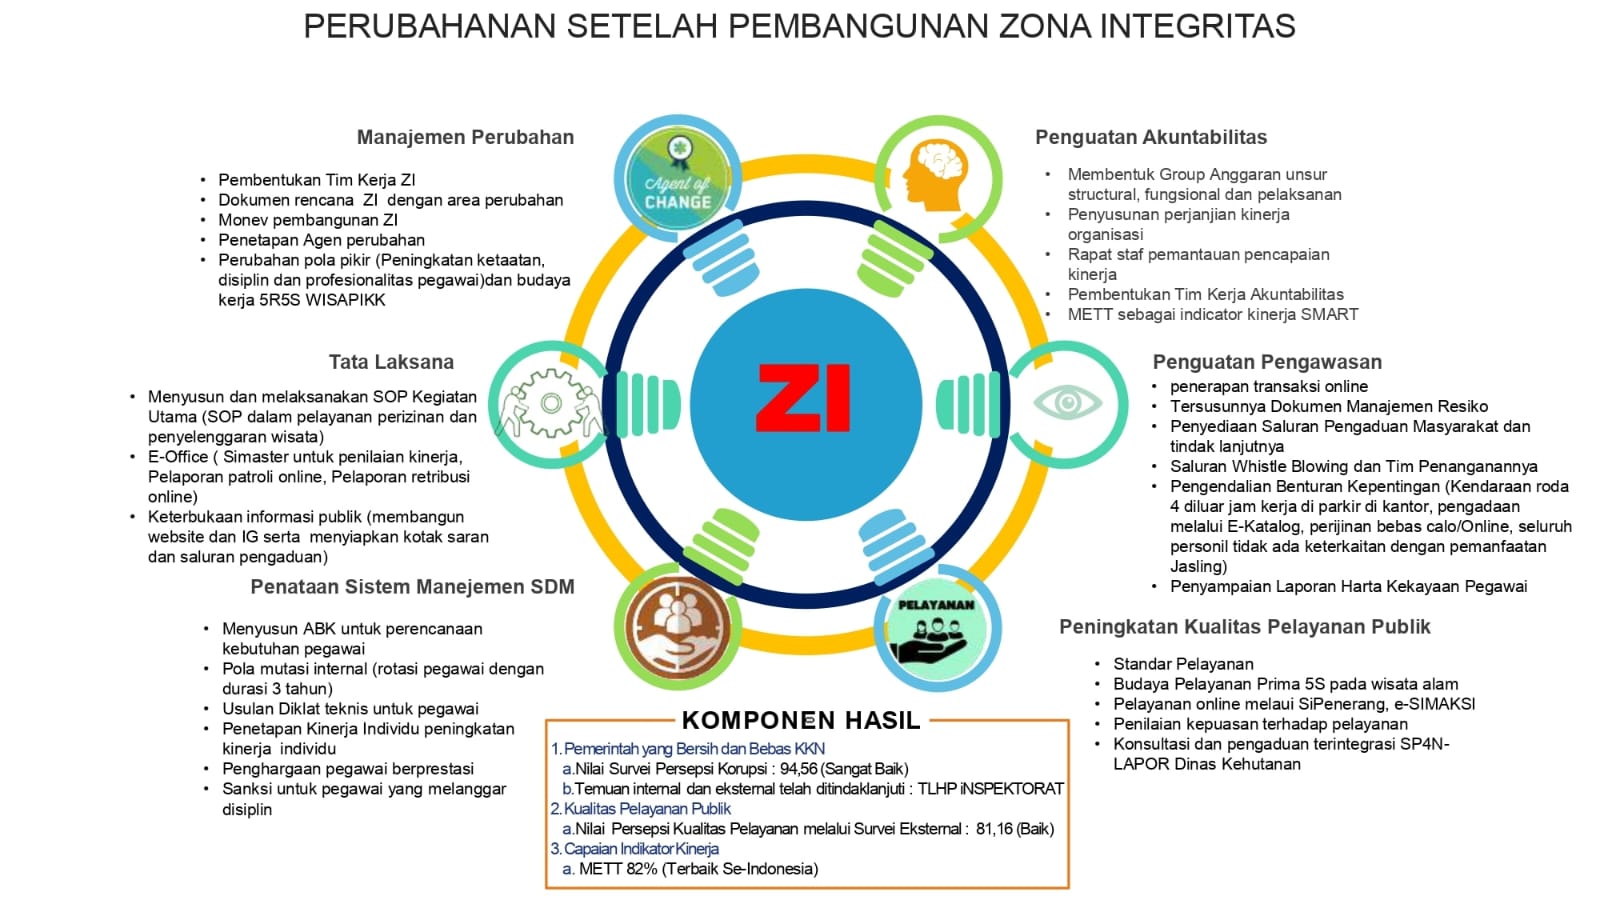 PERUBAHANAN SETELAH PEMBANGUNAN ZONA INTEGRITAS
Manajemen Perubahan
• Pembentukan Tim Kerja ZI
• Dokumen rencana ZI dengan area perubahan
• Monev pembangunan ZI
• Penetapan Agen perubahan
• Perubahan pola pikir (Peningkatan ketaatan,
disiplin dan profesionalitas pegawai)dan budaya
kerja 5R5S WISAPIKK
Agent of
CHANGE
Penguatan Akuntabilitas
• Membentuk Group Anggaran unsur
structural, fungsional dan pelaksanan
• Penyusunan perjanjian kinerja
organisasi
• Rapat staf pemantauan pencapaian
kinerja
• Pembentukan Tim Kerja Akuntabilitas
• METT sebagai indicator kinerja SMART
Tata Laksana
• Menyusun dan melaksanakan SOP Kegiatan
Utama (SOP dalam pelayanan perizinan dan
penyelenggaran wisata)
• E-Office ( Simaster untuk penilaian kinerja,
Pelaporan patroli online, Pelaporan retribusi
online)
• Keterbukaan informasi publik (membangun
website dan IG serta menyiapkan kotak saran
dan saluran pengaduan)
ZI
Penguatan Pengawasan
• penerapan transaksi online
• Tersusunnya Dokumen Manajemen Resiko
• Penyediaan Saluran Pengaduan Masyarakat dan
tindak lanjutnya
• Saluran Whistle Blowing dan Tim Penanganannya
• Pengendalian Benturan Kepentingan (Kendaraan roda
4 diluar jam kerja di parkir di kantor, pengadaan
melalui E-Katalog, perijinan bebas calo/Online, seluruh
personil tidak ada keterkaitan dengan pemanfaatan
Jasling)
• Penyampaian Laporan Harta Kekayaan Pegawai
Penataan Sistem Manejemen SDM
• Menyusun ABK untuk perencanaan
kebutuhan pegawai
• Pola mutasi internal (rotasi pegawai dengan
durasi 3 tahun)
• Usulan Diklat teknis untuk pegawai
• Penetapan Kinerja Individu peningkatan
kinerja individu
• Penghargaan pegawai berprestasi
• Sanksi untuk pegawai yang melanggar
disiplin
PELAYANAN
Peningkatan Kualitas Pelayanan Publik
• Standar Pelayanan
• Budaya Pelayanan Prima 5S pada wisata alam
• Pelayanan online melaui SiPenerang, e-SIMAKSI
• Penilaian kepuasan terhadap pelayanan
• Konsultasi dan pengaduan terintegrasi SP4N-
LAPOR Dinas Kehutanan
KOMPONEN HASIL
1. Pemerintah yang Bersih dan Bebas KKN
a. Nilai Survei Persepsi Korupsi : 94,56 (Sangat Baik)
b. Temuan internal dan eksternal telah ditindaklanjuti : TLHP iNSPEKTORAT
2. Kualitas Pelayanan Publik
a. Nilai Persepsi Kualitas Pelayanan melalui Survei Eksternal : 81,16 (Baik)
3. Capaian Indikator Kinerja
a. METT 82% (Terbaik Se-Indonesia)